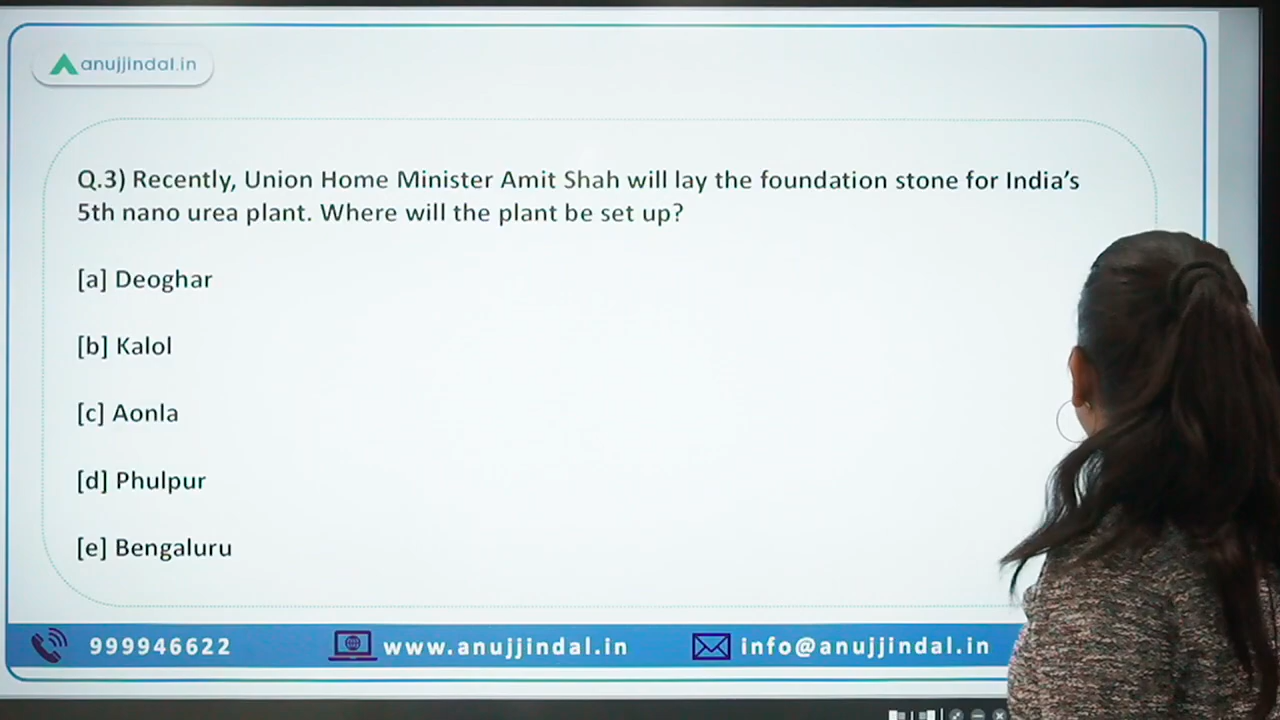 anujjindal.in
Q.3) Recently, Union Home Minister Amit Shah will lay the foundation stone for India's
5th nano urea plant. Where will the plant be set up?
[a] Deoghar
[b] Kalol
[c] Aonla
[d] Phulpur
[e] Bengaluru
999946622
www.anujjindal.in
info@anujjindal.in